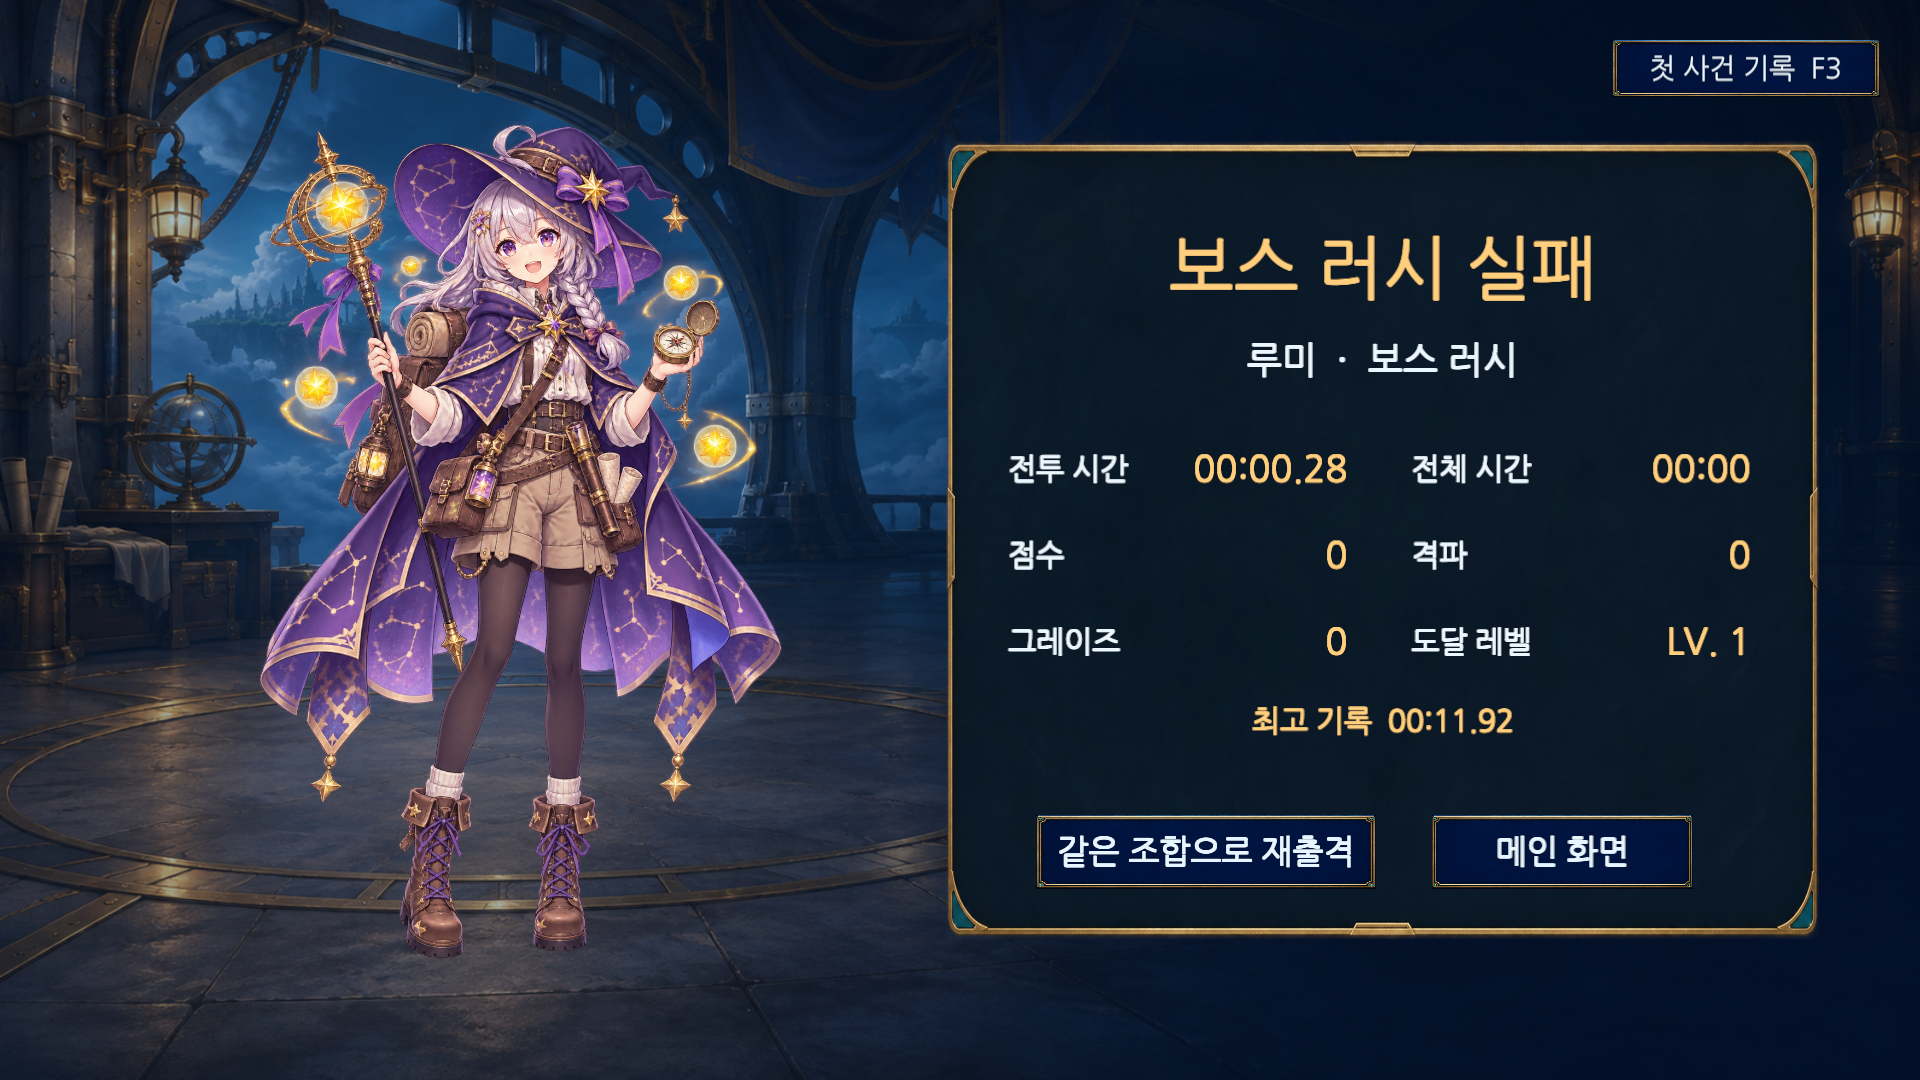 첫 사건 기록 F3
보스 러시 실패
루미 · 보스 러시
전투 시간 00:00.28 전체 시간 00:00
점수 0 격파 0
그레이즈 0 도달 레벨 LV. 1
최고 기록 00:11.92
같은 조합으로 재출격 메인 화면